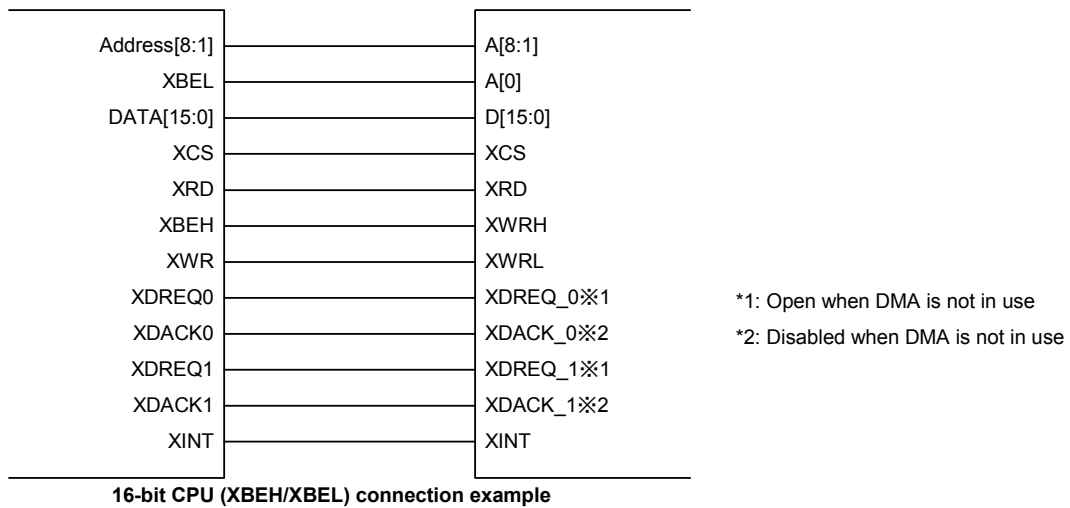 Address[8:1] A[8:1]
XBEL A[0]
DATA[15:0] D[15:0]
XCS XCS
XRD XRD
XBEH XWRH
XWR XWRL
XDREQ0 XDREQ_0※1 *1: Open when DMA is not in use
XDACK0 XDACK_0※2 *2: Disabled when DMA is not in use
XDREQ1 XDREQ_1※1
XDACK1 XDACK_1※2
XINT XINT
16-bit CPU (XBEH/XBEL) connection example